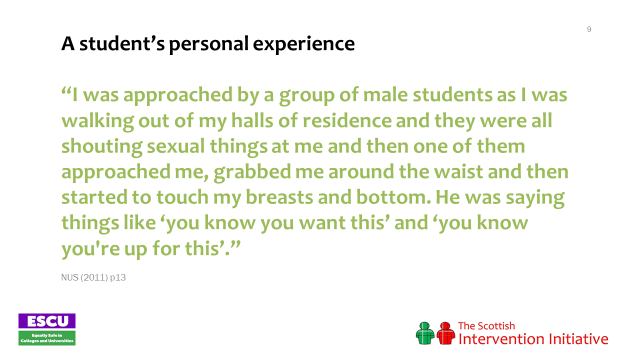 9
A student’s personal experience
“I was approached by a group of male students as I was
walking out of my halls of residence and they were all
shouting sexual things at me and then one of them
approached me, grabbed me around the waist and then
started to touch my breasts and bottom. He was saying
things like ‘you know you want this’ and ‘you know
you're up for this’.”
NUS (2011) p13
ESCU
Equally Safe in
Colleges and Universities
The Scottish
Intervention Initiative